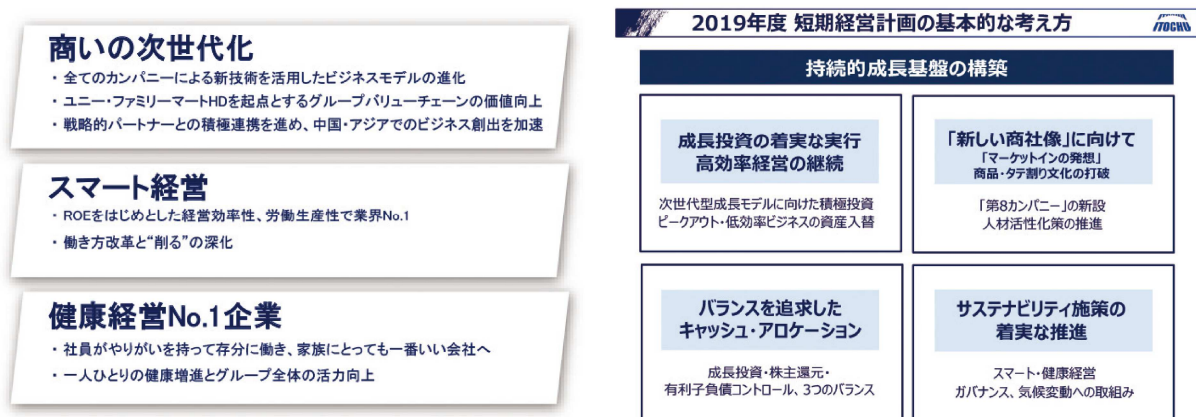 商いの次世代化
・全てのカンパニーによる新技術を活用したビジネスモデルの進化
・ユニー・ファミリーマートHDを起点とするグループバリューチェーンの価値向上
・戦略的パートナーとの積極連携を進め、中国・アジアでのビジネス創出を加速
スマート経営
・ROEをはじめとした経営効率性、労働生産性で業界No.1
・働き方改革と“削る”の深化
健康経営No.1企業
・社員がやりがいを持って存分に働き、家族にとっても一番いい会社へ
・一人ひとりの健康増進とグループ全体の活力向上
2019年度 短期経営計画の基本的な考え方
ITOCHU
持続的成長基盤の構築
成長投資の着実な実行
高効率経営の継続
次世代型成長モデルに向けた積極投資
ピークアウト・低効率ビジネスの資産入替
「新しい商社像」に向けて
「マーケットインの発想」
商品・タテ割り文化の打破
「第8カンパニー」の新設
人材活性化策の推進
バランスを追求した
キャッシュ・アロケーション
成長投資・株主還元・
有利子負債コントロール、3つのバランス
サステナビリティ施策の
着実な推進
スマート・健康経営
ガバナンス、気候変動への取組み